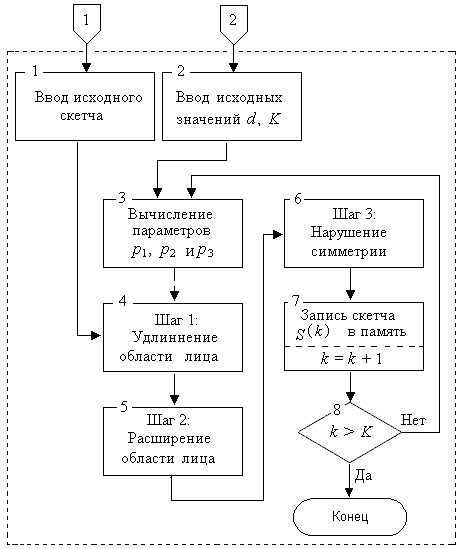 1
2
1
Ввод исходного
скетча
2
Ввод исходных
значений d, K
3
Вычисление
параметров
p1, p2 и p3
4
Шаг 1:
Удлиннение
области лица
5
Шаг 2:
Расширение
области лица
6
Шаг 3:
Нарушение
симметрии
7
Запись скетча
S(k) в память
k = k + 1
8
k > K
Нет
Да
Конец